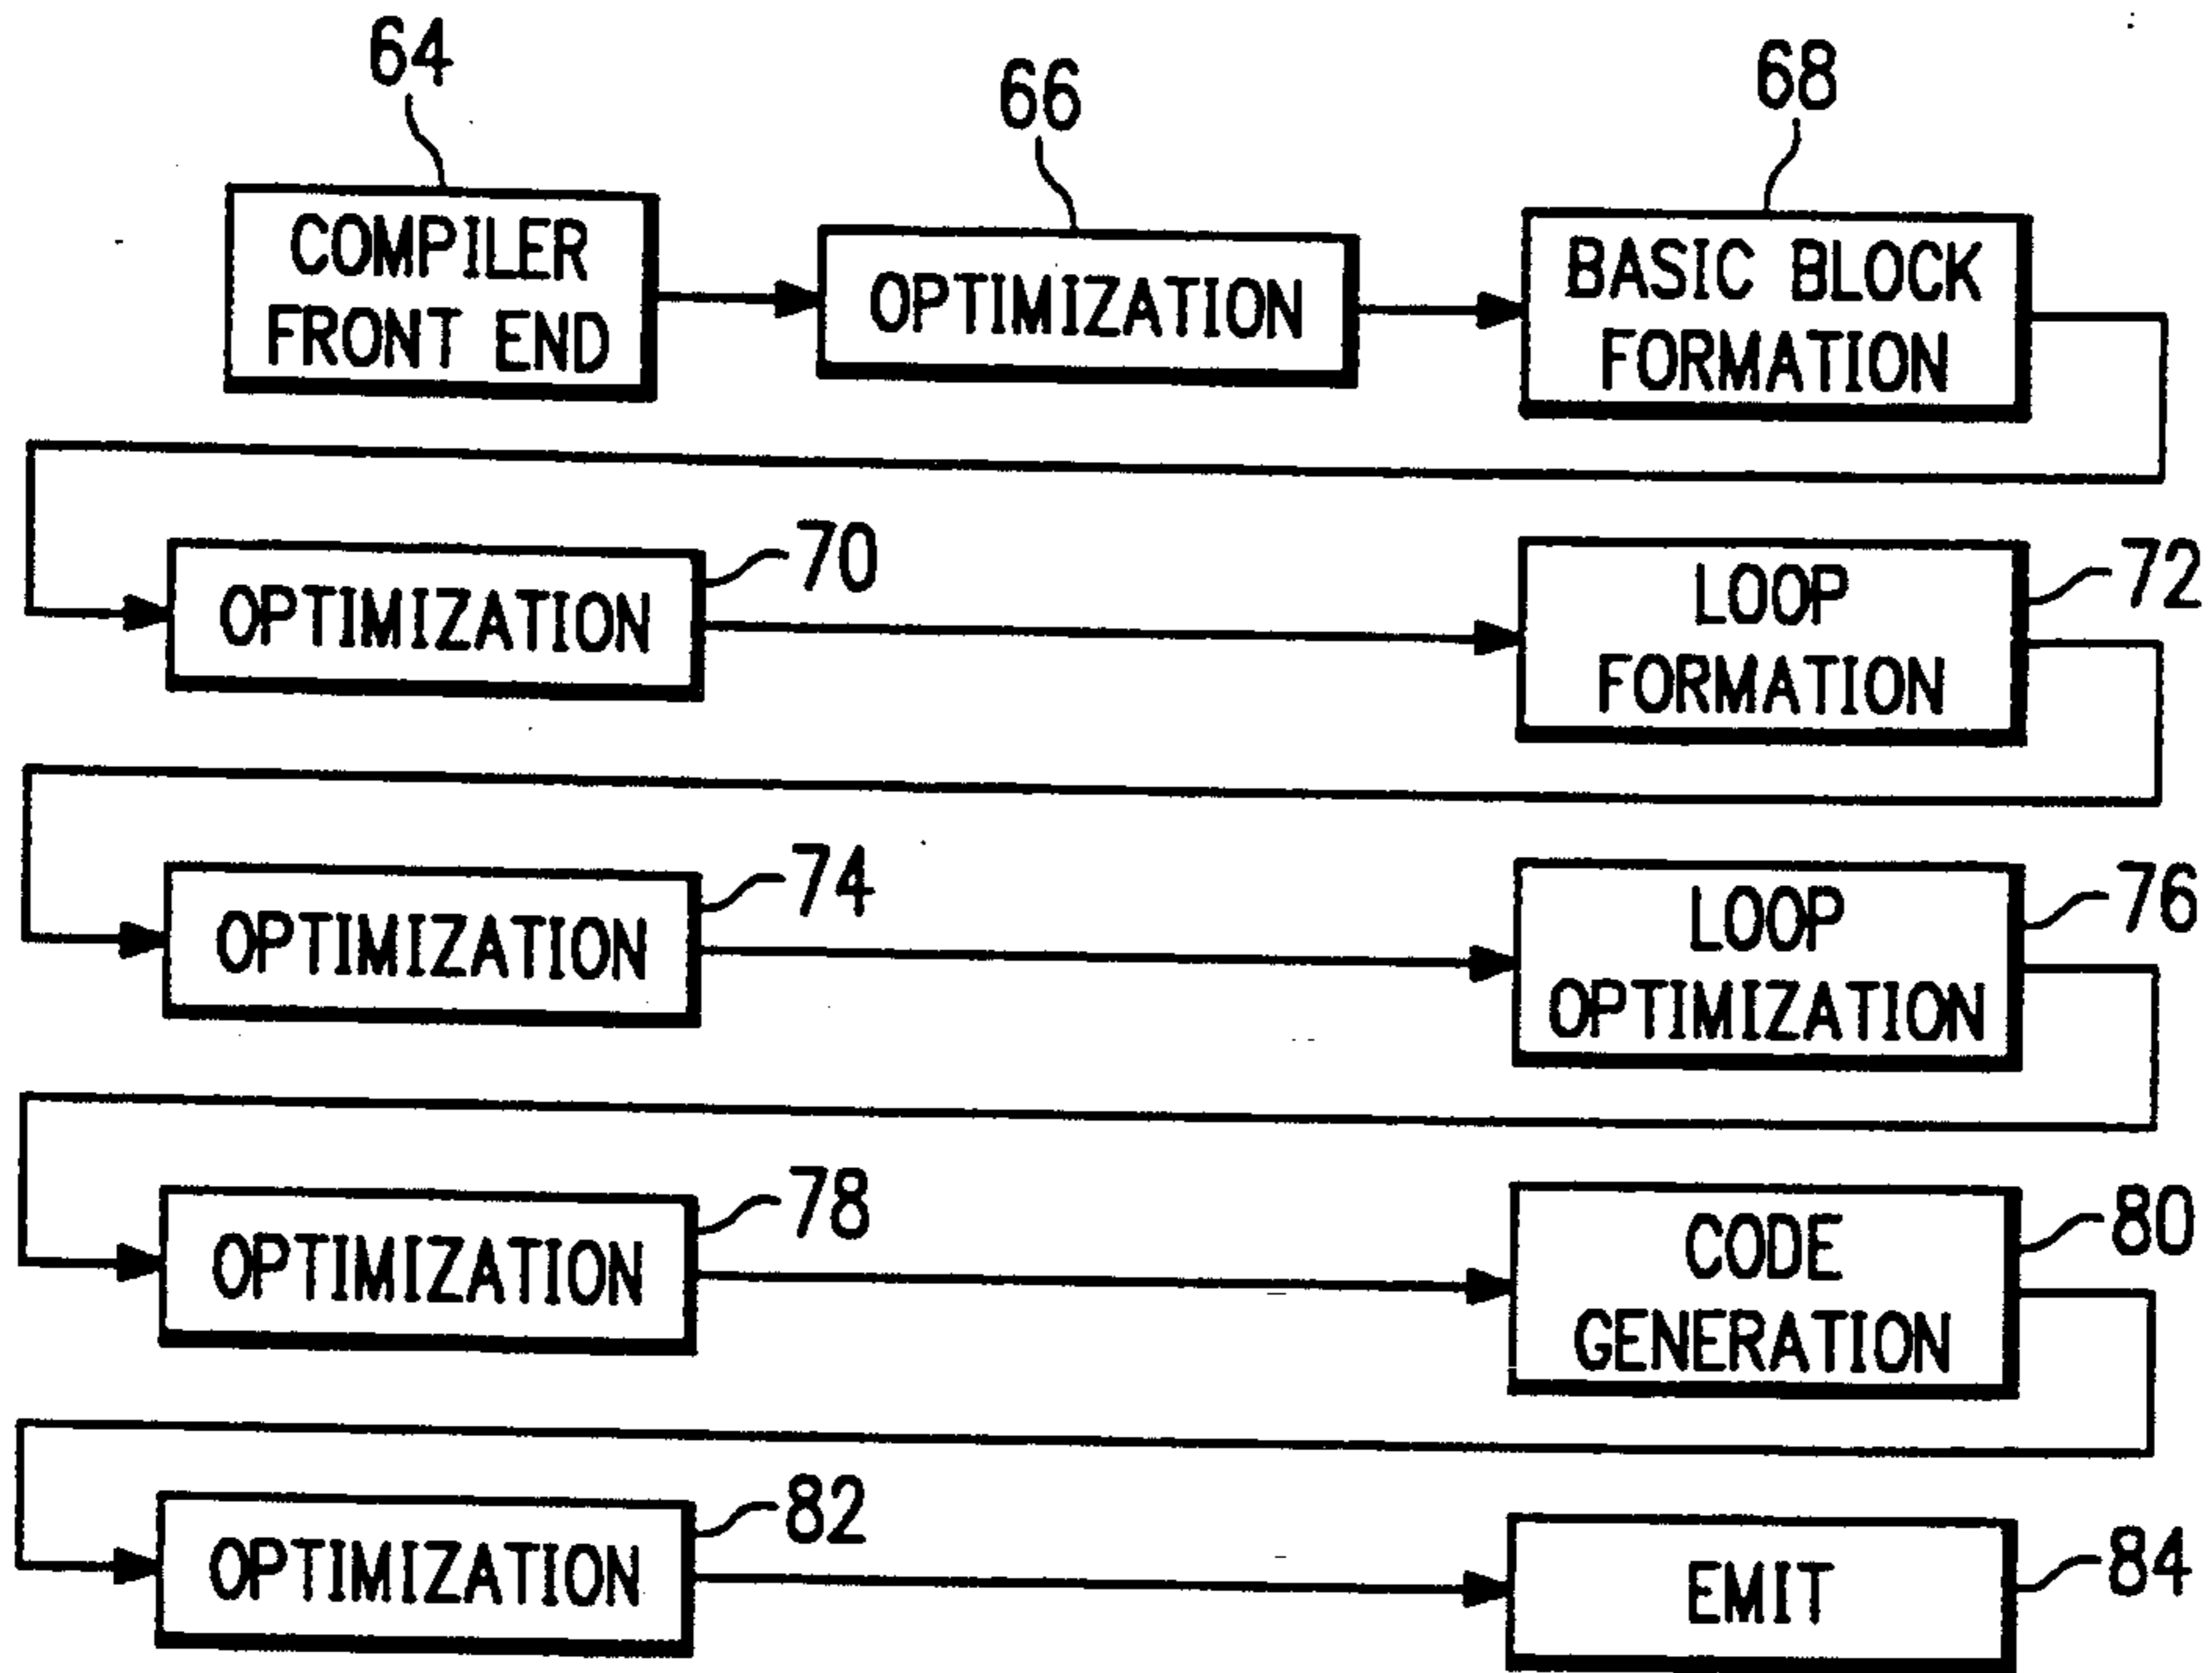 64
66
68
COMPILER
FRONT END
OPTIMIZATION
BASIC BLOCK
FORMATION
70
72
OPTIMIZATION
LOOP
FORMATION
74
76
OPTIMIZATION
LOOP
OPTIMIZATION
78
80
OPTIMIZATION
CODE
GENERATION
82
84
OPTIMIZATION
EMIT